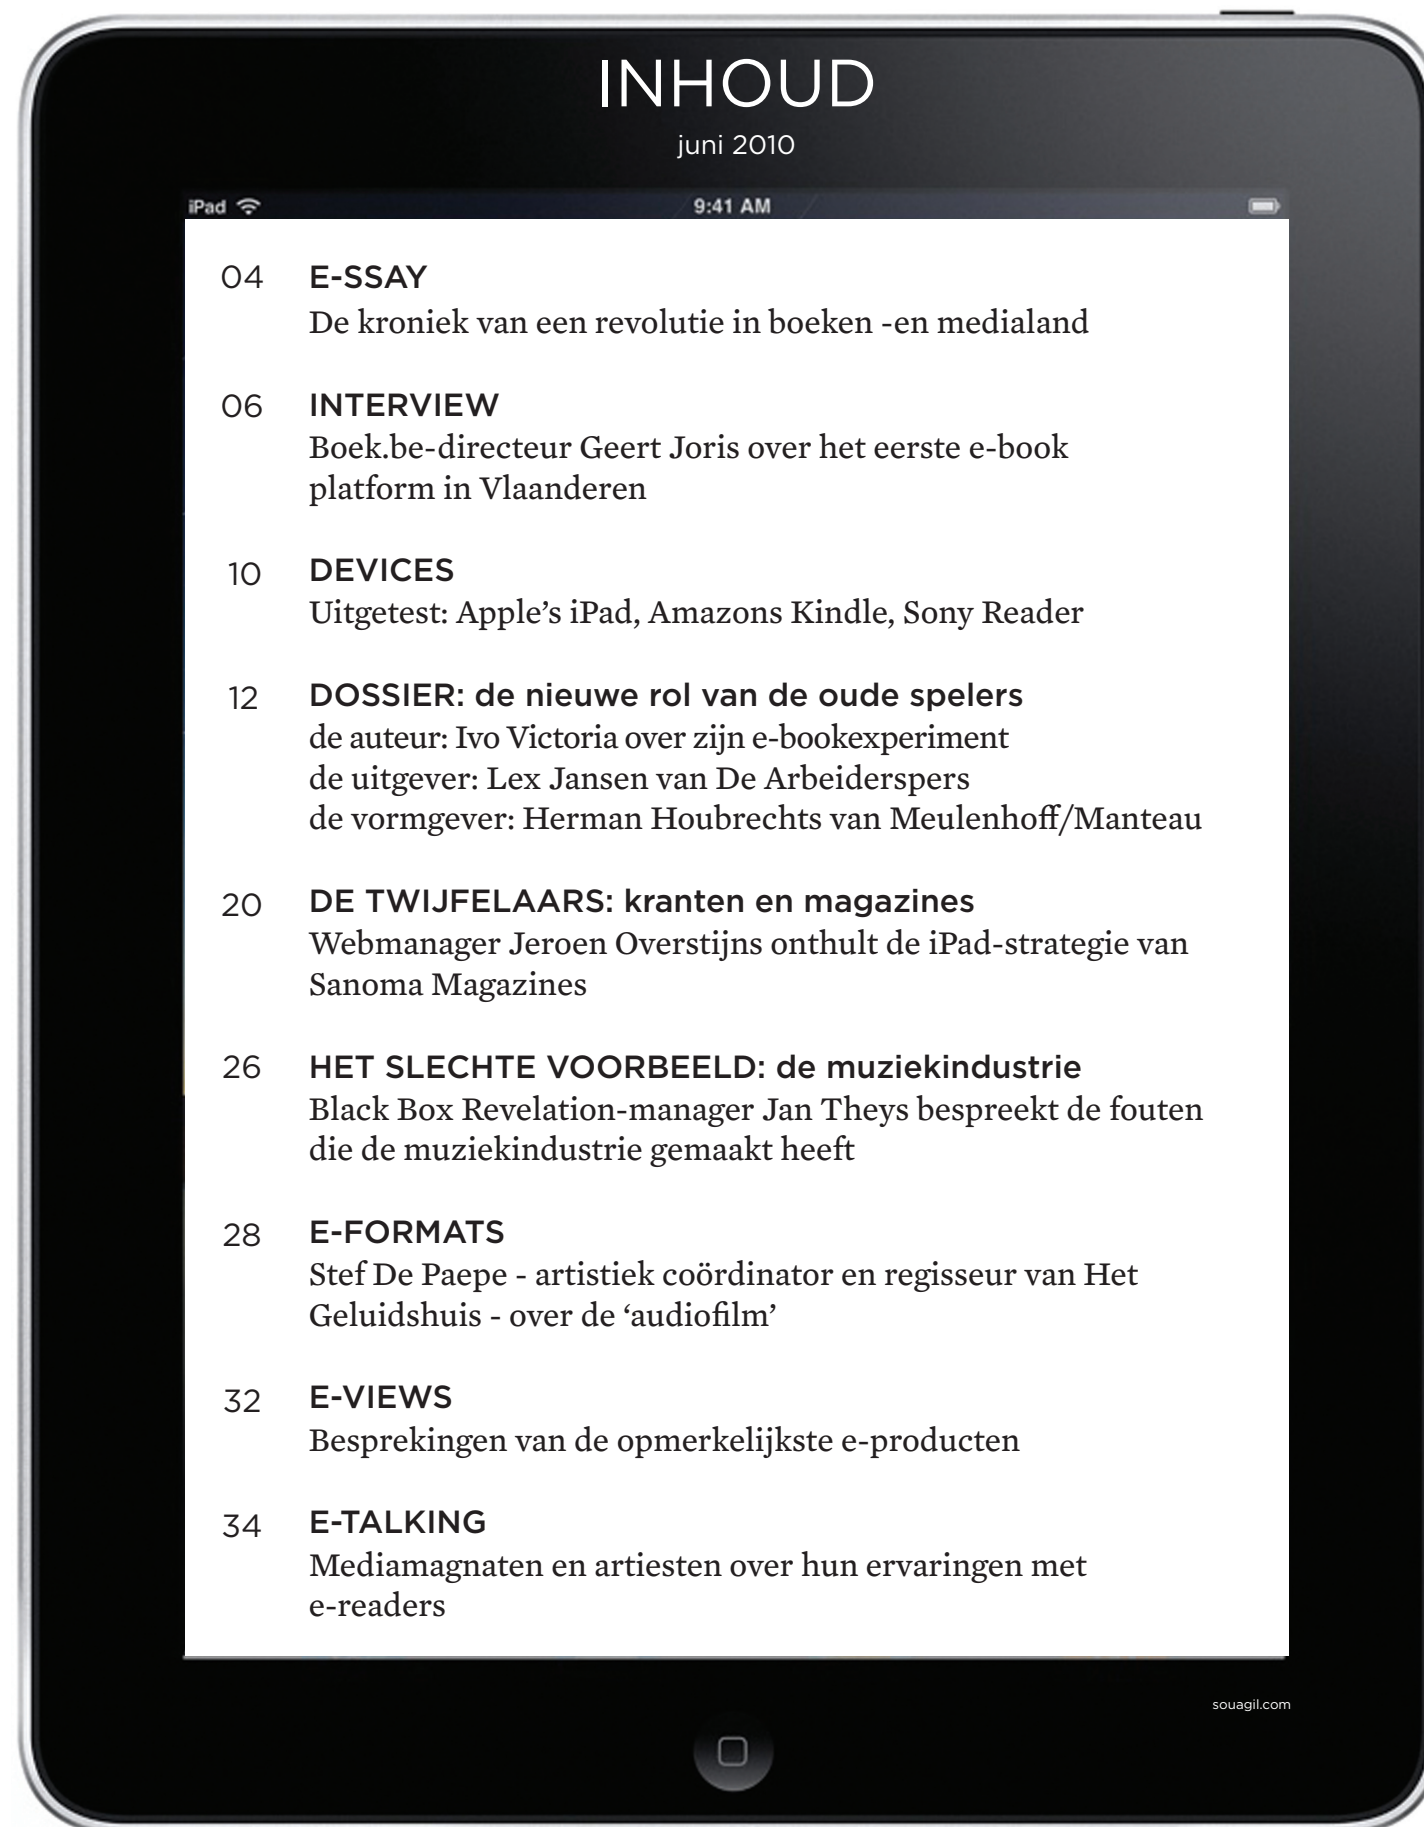 INHOUD
juni 2010
iPad 9:41 AM
04 E-SSAY
De kroniek van een revolutie in boeken -en medialand
06 INTERVIEW
Boek.be-directeur Geert Joris over het eerste e-book
platform in Vlaanderen
10 DEVICES
Uitgetest: Apple’s iPad, Amazons Kindle, Sony Reader
12 DOSSIER: de nieuwe rol van de oude spelers
de auteur: Ivo Victoria over zijn e-bookexperiment
de uitgever: Lex Jansen van De Arbeiderspers
de vormgever: Herman Houbrechts van Meulenhoff/Manteau
20 DE TWIJFELAARS: kranten en magazines
Webmanager Jeroen Overstijns onthult de iPad-strategie van
Sanoma Magazines
26 HET SLECHTE VOORBEELD: de muziekindustrie
Black Box Revelation-manager Jan Theys bespreekt de fouten
die de muziekindustrie gemaakt heeft
28 E-FORMATS
Stef De Paepe - artistiek coördinator en regisseur van Het
Geluidshuis - over de ‘audiofilm’
32 E-VIEWS
Besprekingen van de opmerkelijkste e-producten
34 E-TALKING
Mediamagnaten en artiesten over hun ervaringen met
e-readers
souagil.com